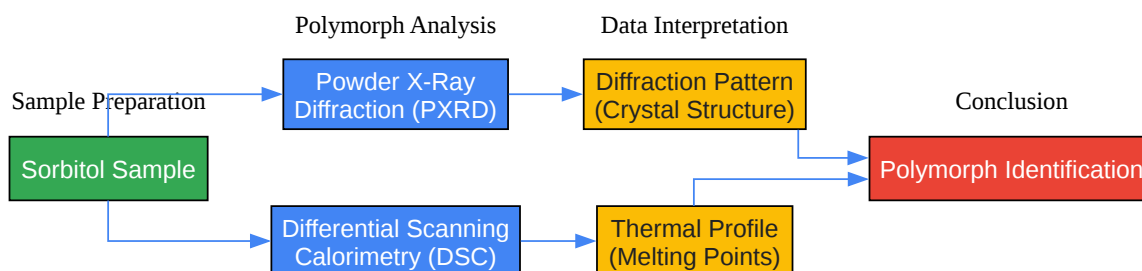 Polymorph Analysis
Data Interpretation
Powder X-Ray
Diffraction (PXRD)
Diffraction Pattern
(Crystal Structure)
Sample Preparation
Conclusion
Sorbitol Sample
Polymorph Identification
Differential Scanning
Calorimetry (DSC)
Thermal Profile
(Melting Points)